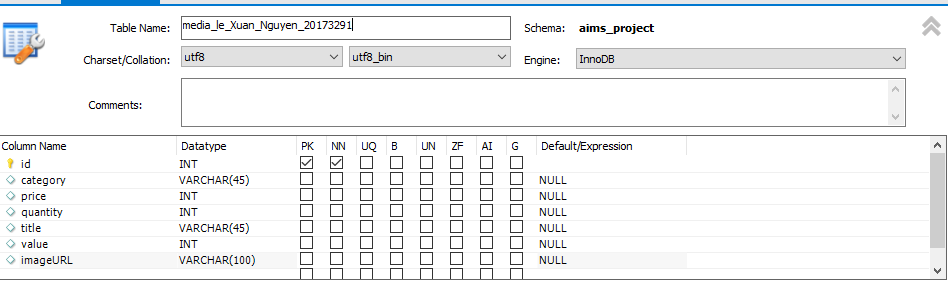 Table Name: media_le_Xuan_Nguyen_20173291 Schema: aims_project
Charset/Collation: utf8 utf8_bin Engine: InnoDB
Comments:
Column Name Datatype PK NN UQ B UN ZF AI G Default/Expression
id INT
category VARCHAR(45) NULL
price INT NULL
quantity INT NULL
title VARCHAR(45) NULL
value INT NULL
imageURL VARCHAR(100) NULL